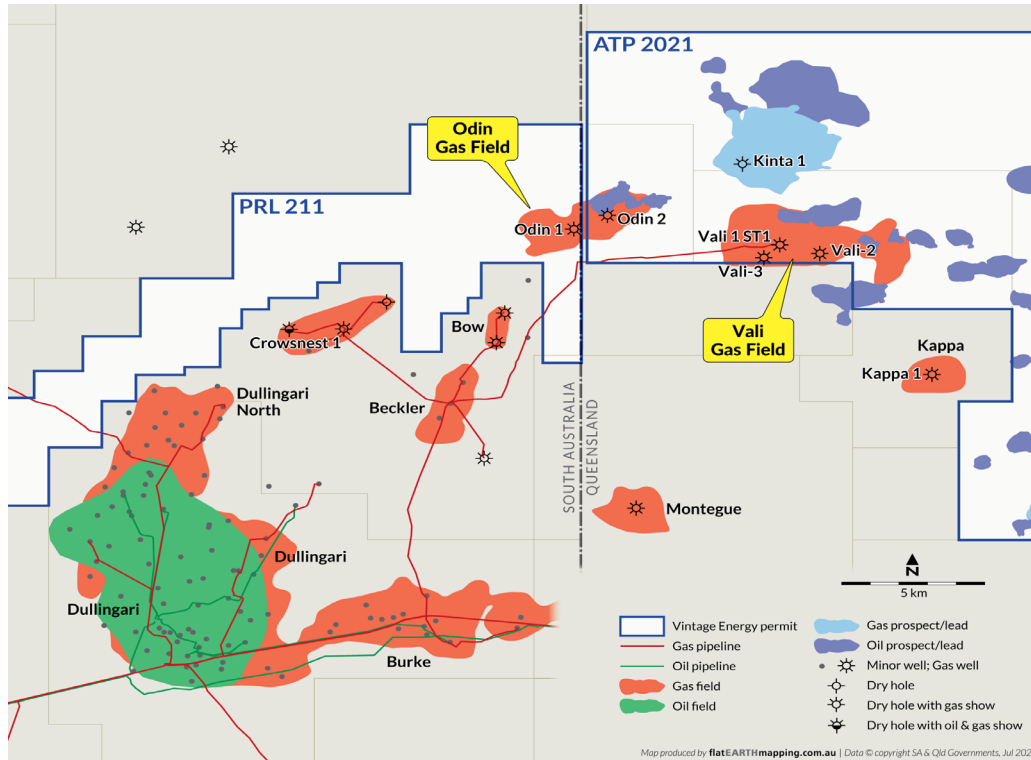 ATP 2021
Odin
Gas Field
Kinta 1
PRL 211
Odin 1
Odin 2
Vali 1 ST1
Vali-2
Vali-3
Bow
Crowsnest 1
Vali
Gas Field
Kappa
Kappa 1
Dullingari
North
Beckler
SOUTH AUSTRALIA
QUEENSLAND
Montegue
Dullingari
Dullingari
Burke
N
5 km
Vintage Energy permit
Gas pipeline
Oil pipeline
Gas field
Oil field
Gas prospect/lead
Oil prospect/lead
Minor well; Gas well
Dry hole
Dry hole with gas show
Dry hole with oil & gas show
Map produced by flatEARTHmapping.com.au | Data © copyright SA & Qld Governments, Jul 202